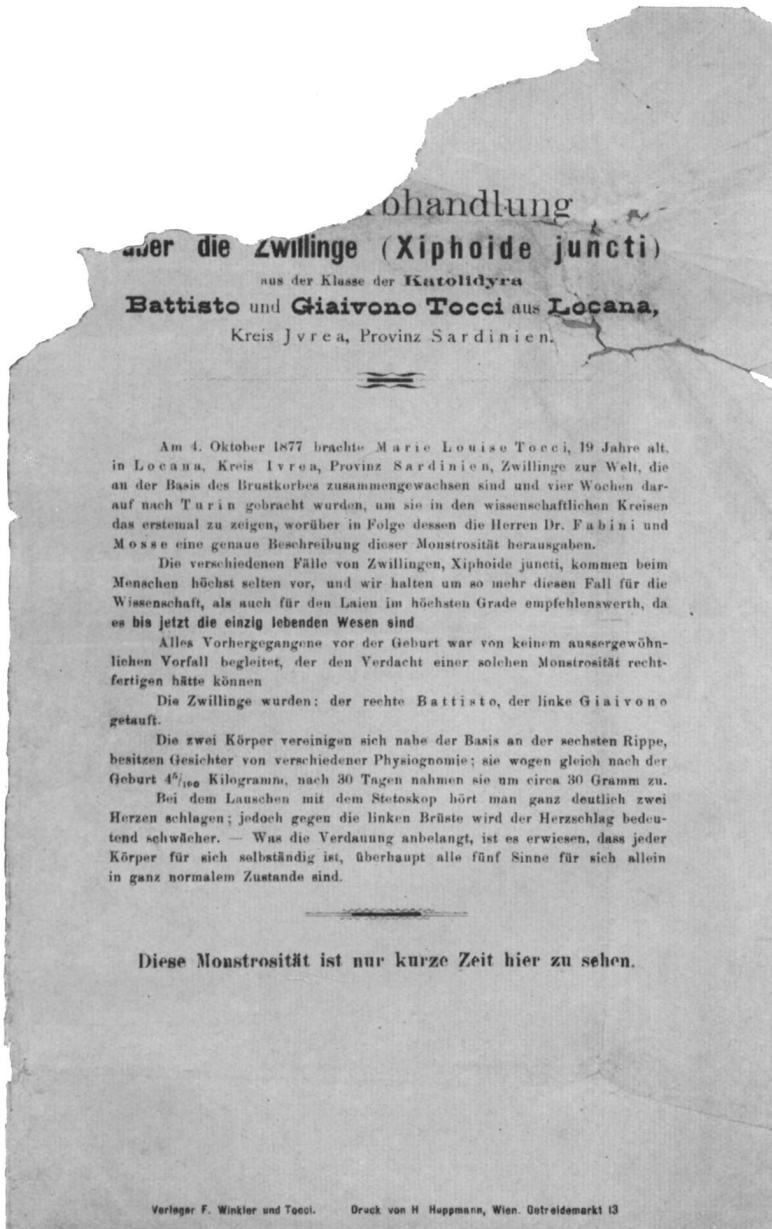 bhandlung
über die Zwillinge (Xiphoide juncti)
aus der Klasse der Katolidyra
Battisto und Giaivono Tocci aus Locana,
Kreis Jvrea, Provinz Sardinien.
Am 4. Oktober 1877 brachte Marie Louise Tocci, 19 Jahre alt,
in Locana, Kreis Ivrea, Provinz Sardinien, Zwillinge zur Welt, die
an der Basis des Brustkorbes zusammengewachsen sind und vier Wochen dar-
auf nach Turin gebracht wurden, um sie in den wissenschaftlichen Kreisen
das erstemal zu zeigen, worüber in Folge dessen die Herren Dr. Fabini und
Mosse eine genaue Beschreibung dieser Monstrosität herausgaben.
Die verschiedenen Fälle von Zwillingen, Xiphoide juncti, kommen beim
Menschen höchst selten vor, und wir halten um so mehr diesen Fall für die
Wissenschaft, als auch für den Laien im höchsten Grade empfehlenswerth, da
es bis jetzt die einzig lebenden Wesen sind
Alles Vorhergegangene vor der Geburt war von keinem aussergewöhn-
lichen Vorfall begleitet, der den Verdacht einer solchen Monstrosität recht-
fertigen hätte können
Die Zwillinge wurden: der rechte Battisto, der linke Giaivono
getauft.
Die zwei Körper vereinigen sich nahe der Basis an der sechsten Rippe,
besitzen Gesichter von verschiedener Physiognomie; sie wogen gleich nach der
Geburt 4⁵/₁₀₀ Kilogramm, nach 30 Tagen nahmen sie um circa 30 Gramm zu.
Bei dem Lauschen mit dem Stetoskop hört man ganz deutlich zwei
Herzen schlagen; jedoch gegen die linken Brüste wird der Herzschlag bedeu-
tend schwächer. — Was die Verdauung anbelangt, ist es erwiesen, dass jeder
Körper für sich selbständig ist, überhaupt alle fünf Sinne für sich allein
in ganz normalem Zustande sind.
Diese Monstrosität ist nur kurze Zeit hier zu sehen.
Verleger F. Winkler und Tocci. Druck von H Huppmann, Wien. Getreidemarkt 13